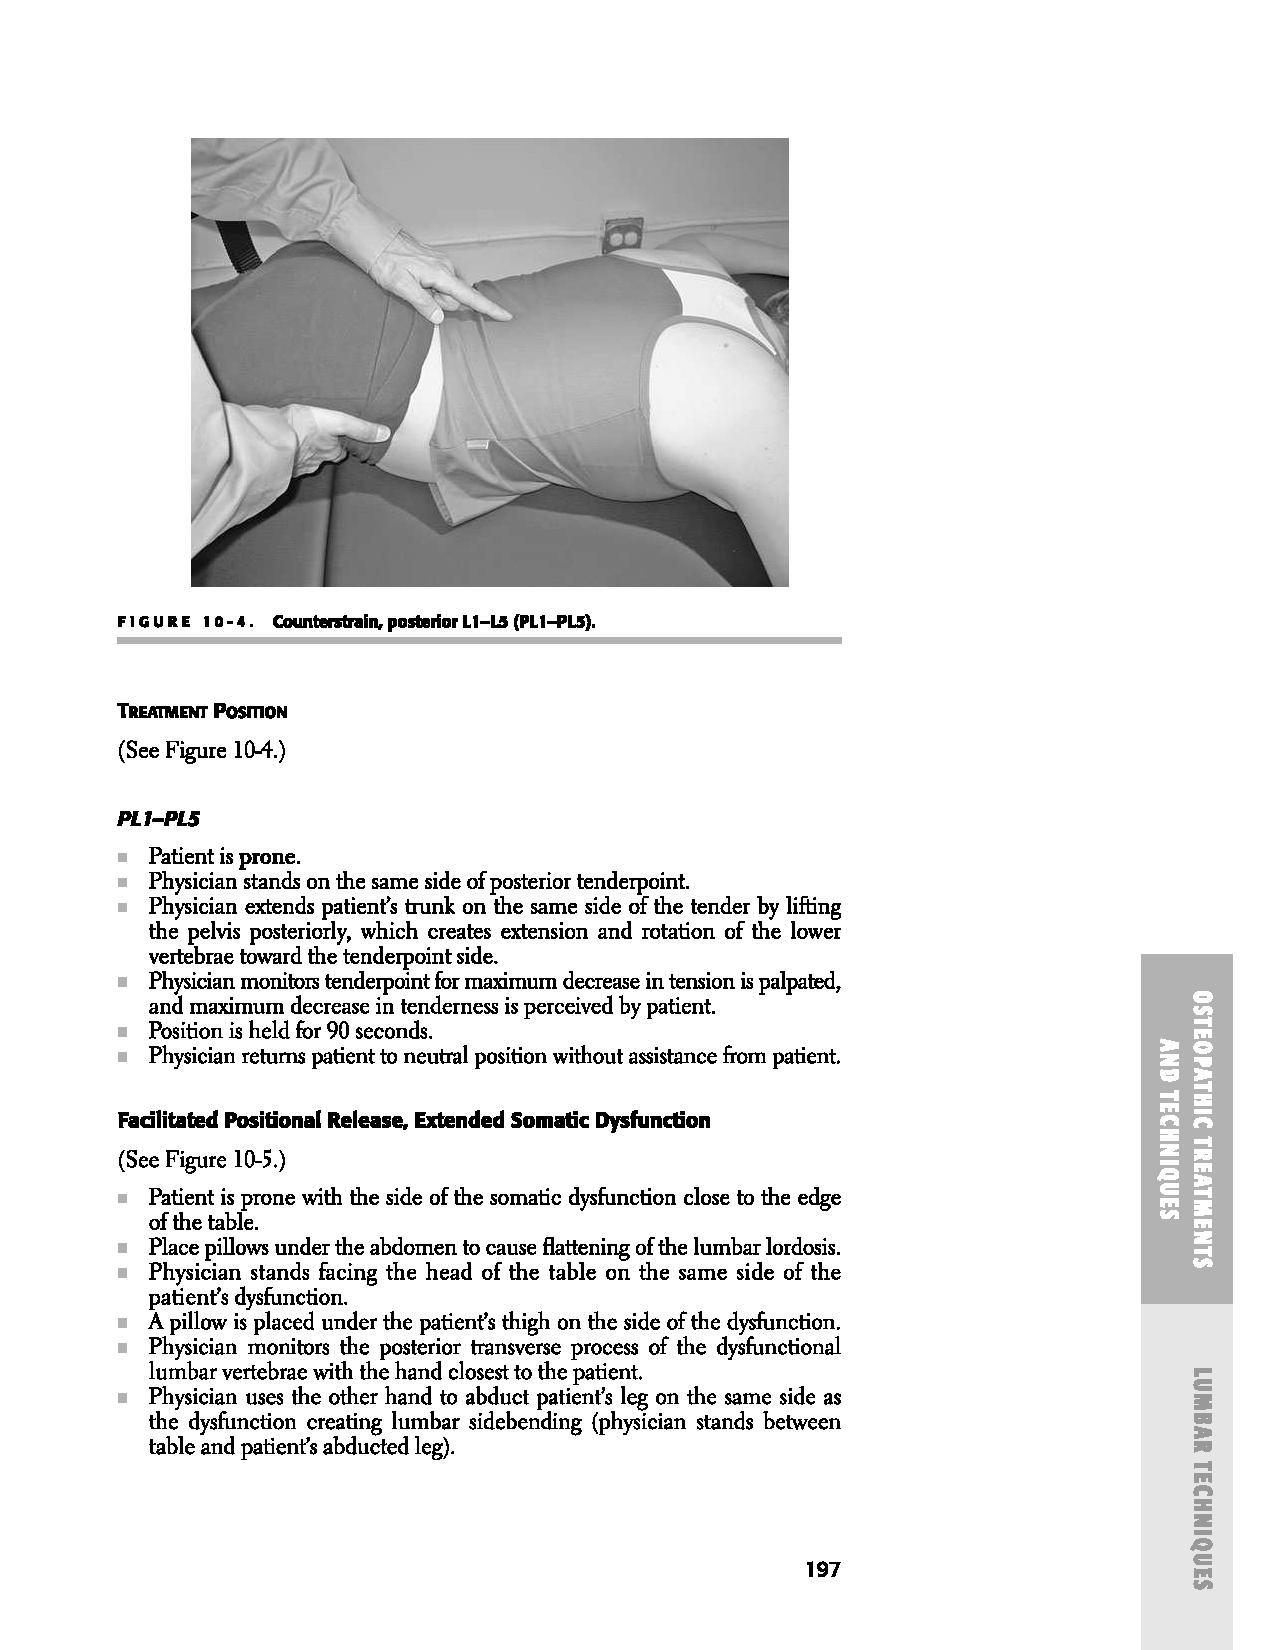 FIGURE 10-4. Counterstrain, posterior L1–L5 (PL1–PL5).
TREATMENT POSITION
(See Figure 10-4.)
PL1–PL5
■ Patient is prone.
■ Physician stands on the same side of posterior tenderpoint.
■ Physician extends patient's trunk on the same side of the tender by lifting
the pelvis posteriorly, which creates extension and rotation of the lower
vertebrae toward the tenderpoint side.
■ Physician monitors tenderpoint for maximum decrease in tension is palpated,
and maximum decrease in tenderness is perceived by patient.
■ Position is held for 90 seconds.
■ Physician returns patient to neutral position without assistance from patient.
Facilitated Positional Release, Extended Somatic Dysfunction
(See Figure 10-5.)
■ Patient is prone with the side of the somatic dysfunction close to the edge
of the table.
■ Place pillows under the abdomen to cause flattening of the lumbar lordosis.
■ Physician stands facing the head of the table on the same side of the
patient's dysfunction.
■ A pillow is placed under the patient's thigh on the side of the dysfunction.
■ Physician monitors the posterior transverse process of the dysfunctional
lumbar vertebrae with the hand closest to the patient.
■ Physician uses the other hand to abduct patient's leg on the same side as
the dysfunction creating lumbar sidebending (physician stands between
table and patient's abducted leg).
197
OSTEOPATHIC TREATMENTS
AND TECHNIQUES
LUMBAR TECHNIQUES